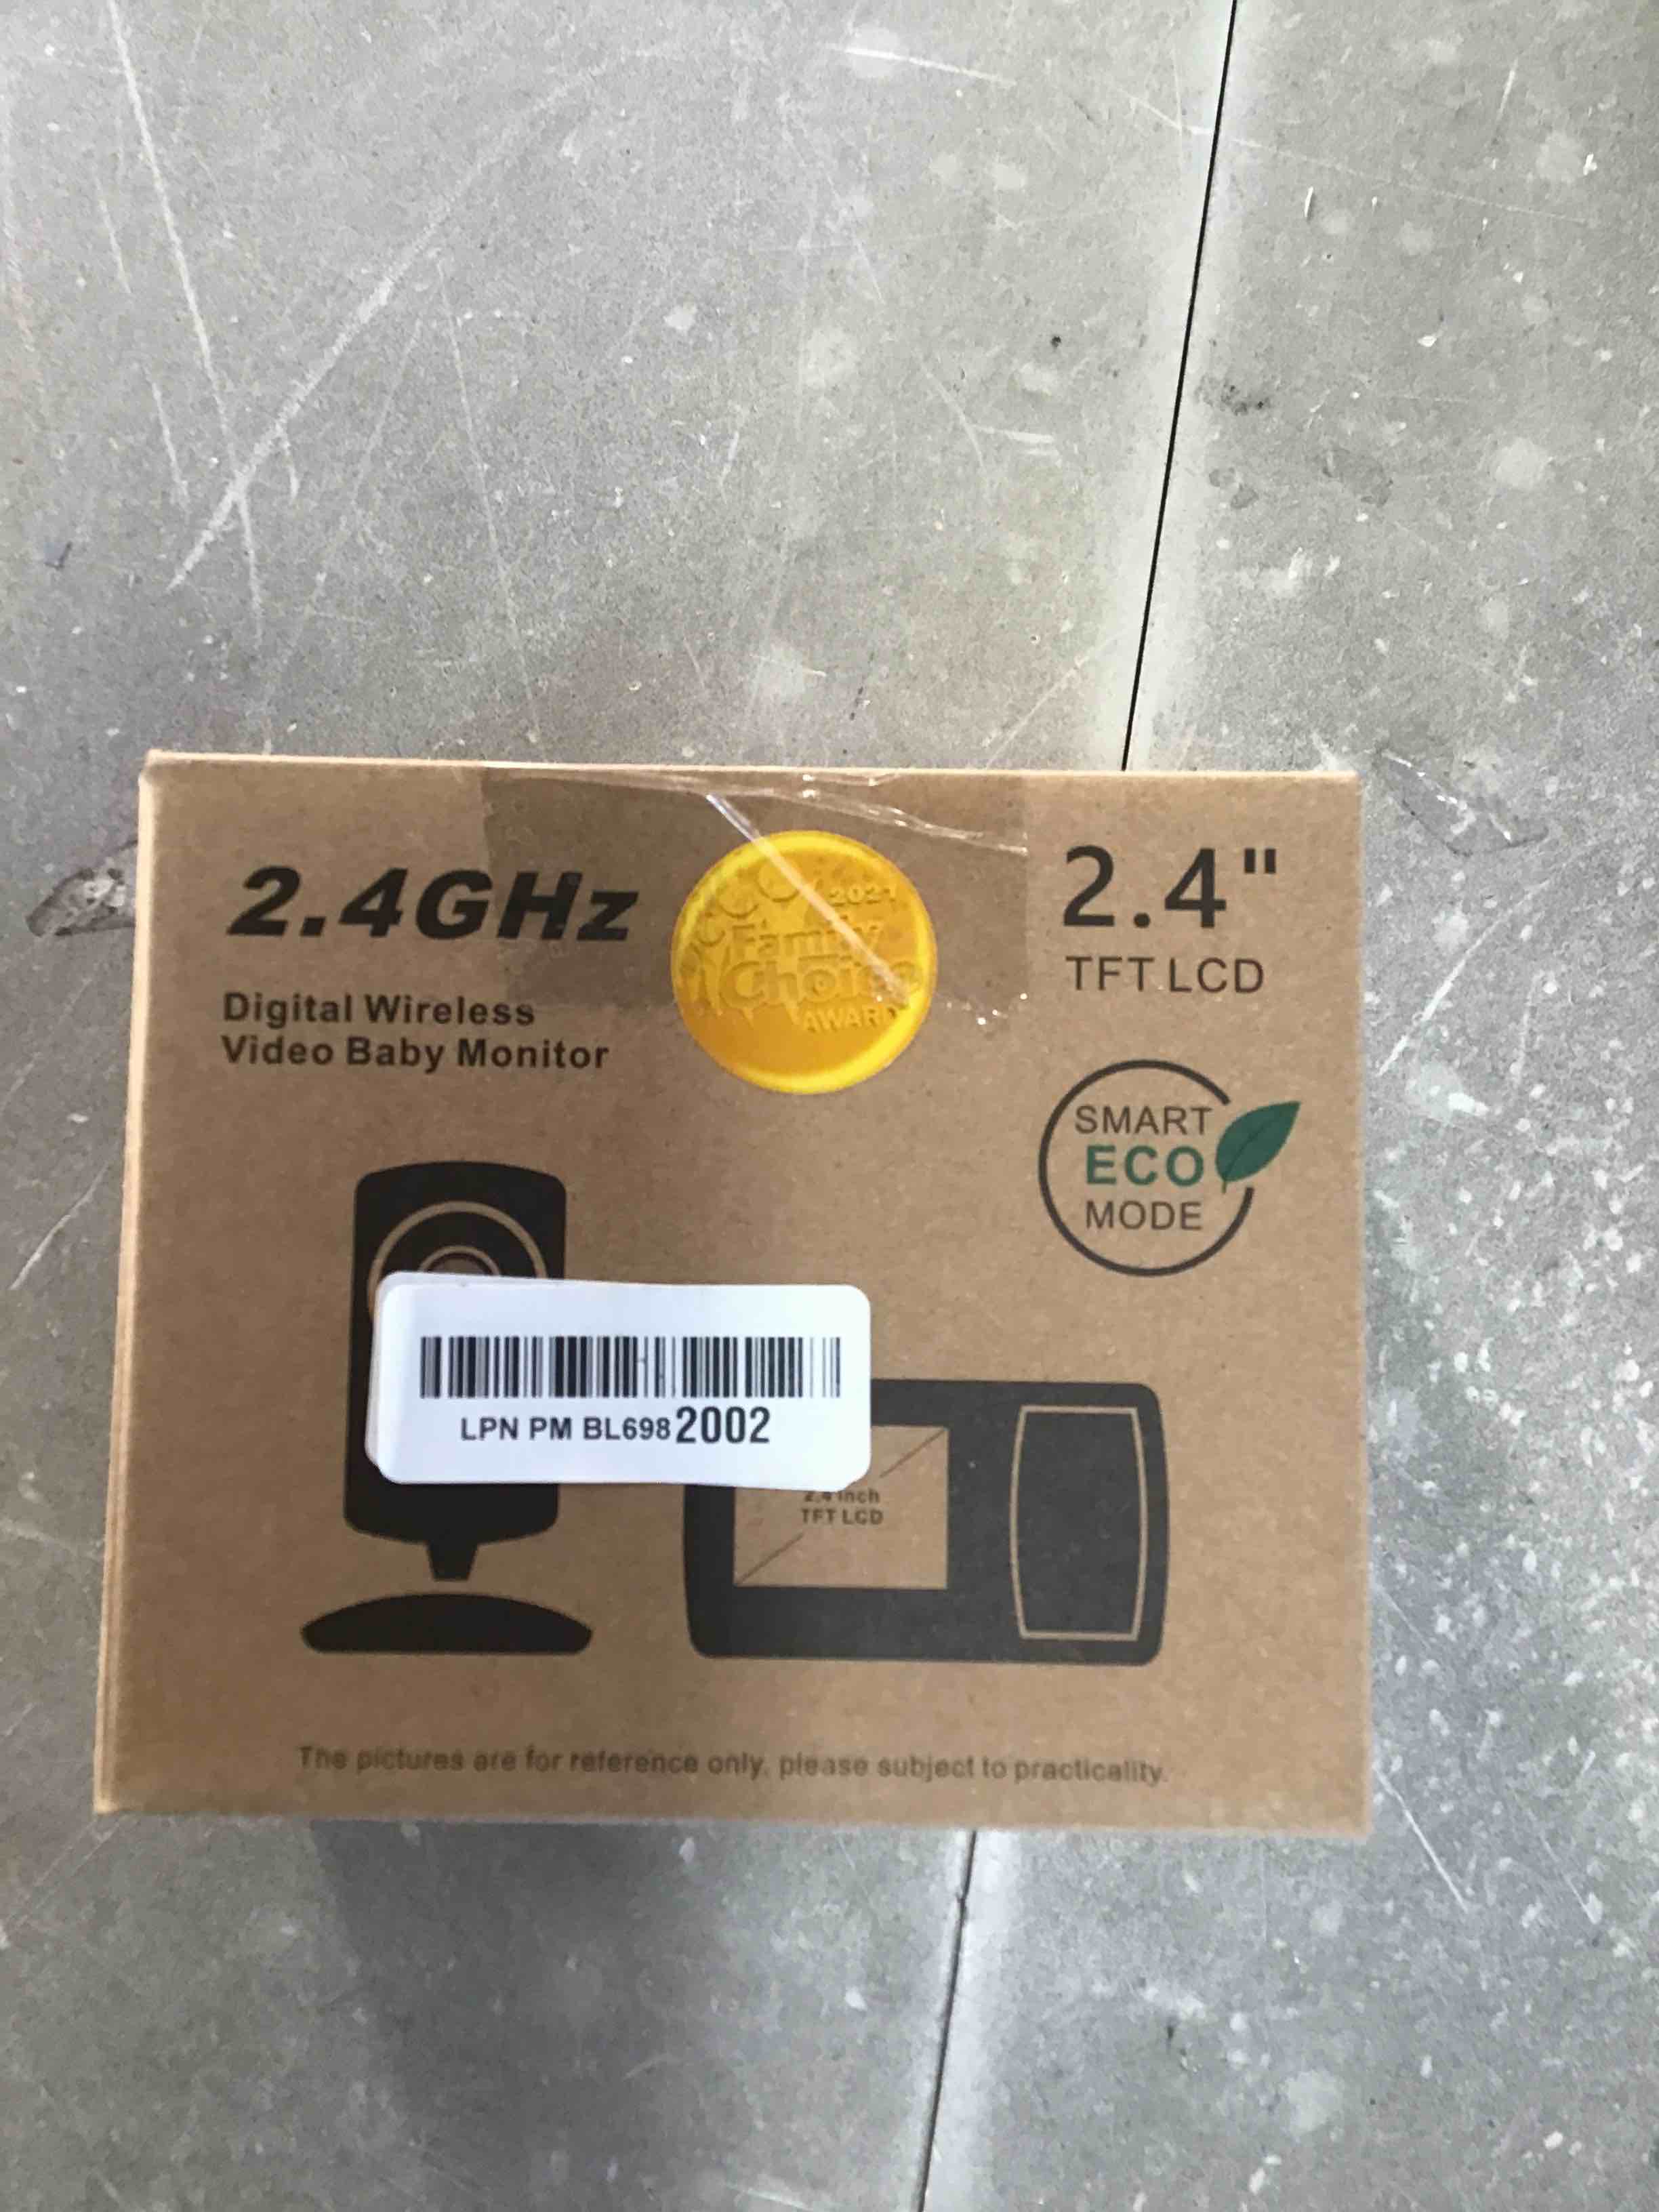 2.4GHz
Digital Wireless
Video Baby Monitor
2021
Family
Choice
AWARD
2.4"
TFT LCD
SMART
ECO
MODE
LPN PM BL698 2002
2.4 inch
TFT LCD
The pictures are for reference only, please subject to practicality.